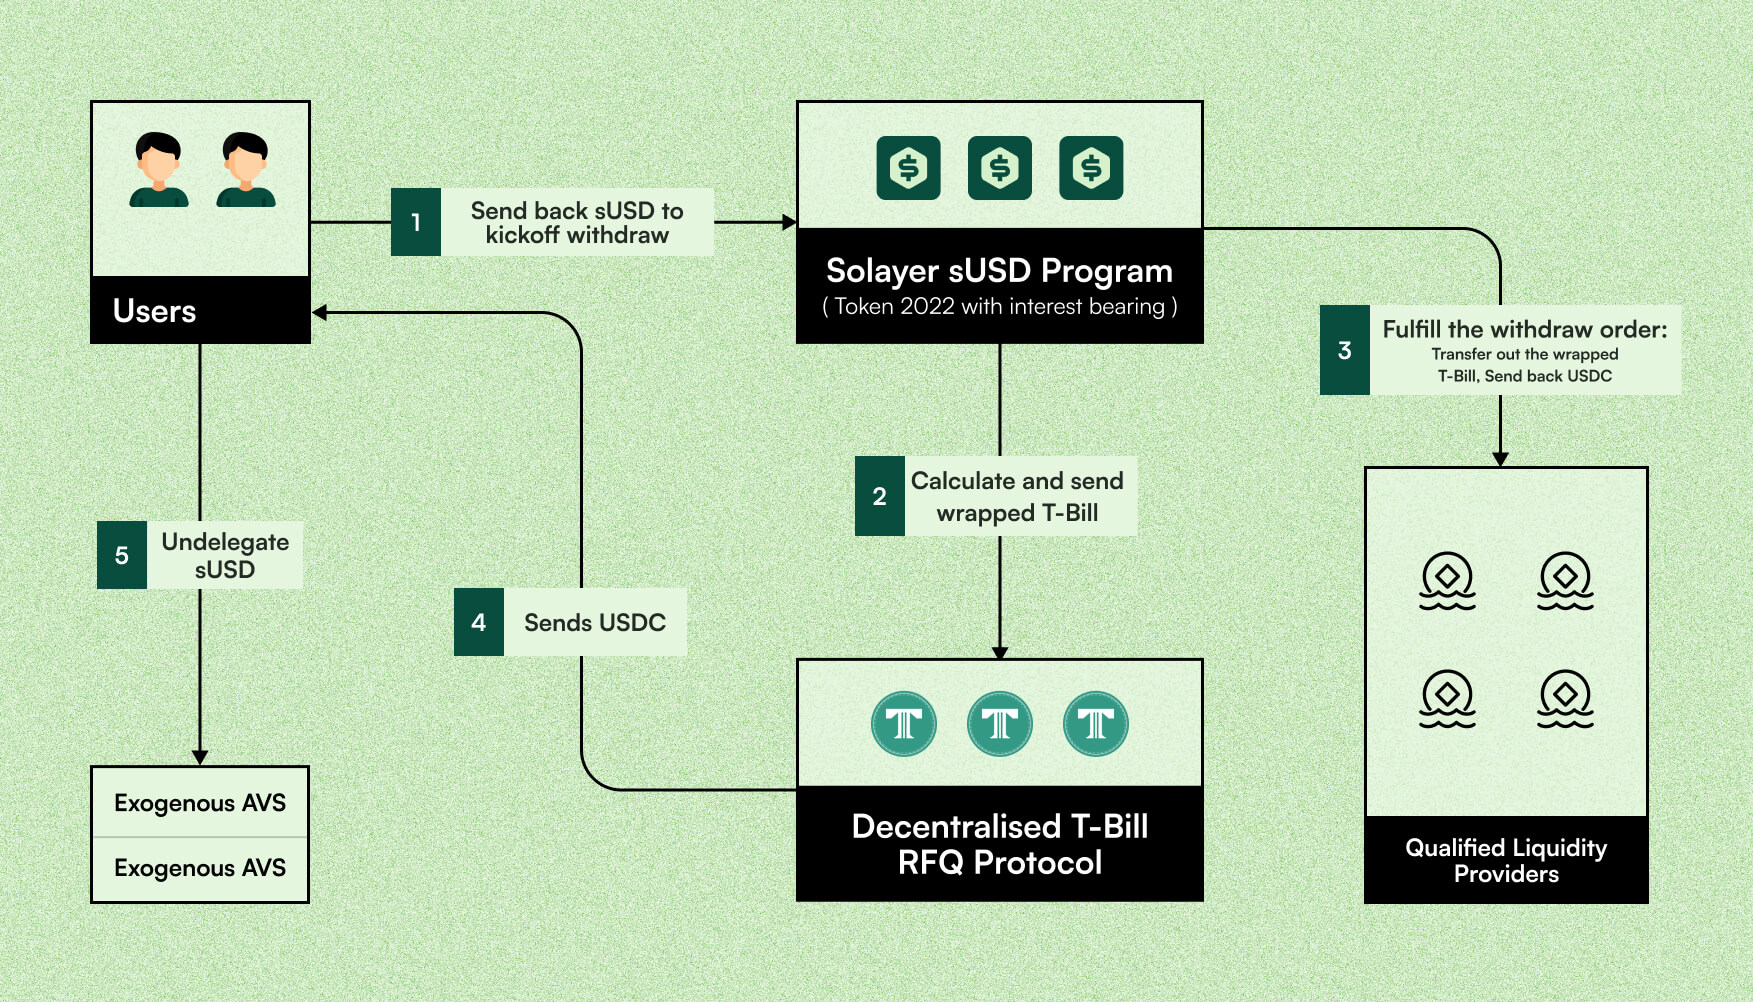 1
Send back sUSD to
kickoff withdraw
Users
Solayer sUSD Program
( Token 2022 with interest bearing )
3
Fulfill the withdraw order:
Transfer out the wrapped
T-Bill, Send back USDC
2
Calculate and send
wrapped T-Bill
5
Undelegate
sUSD
4
Sends USDC
Exogenous AVS
Exogenous AVS
Decentralised T-Bill
RFQ Protocol
Qualified Liquidity
Providers